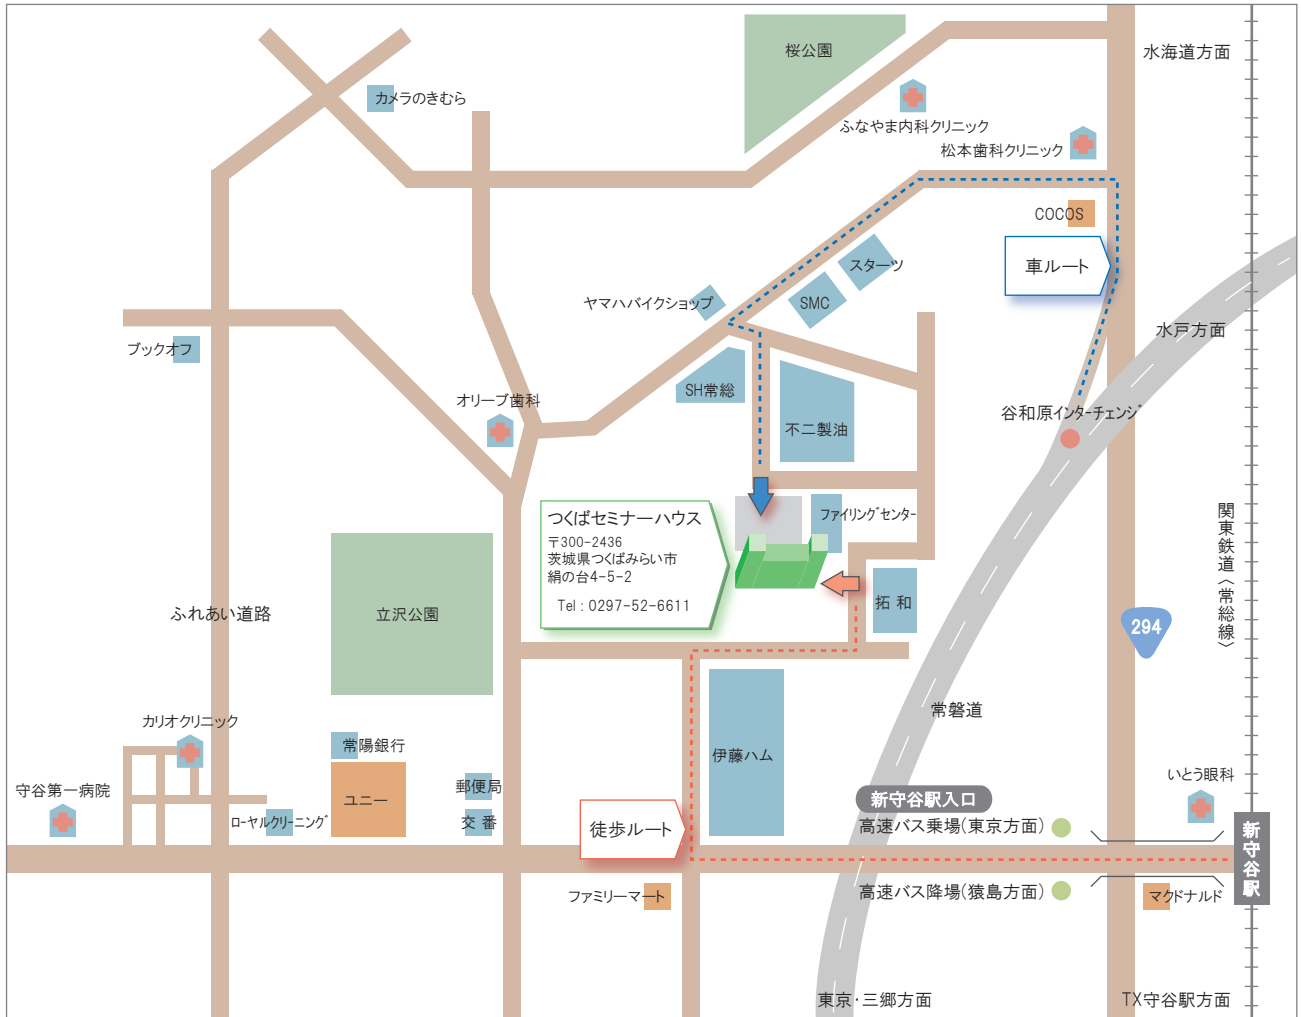 桜公園
水海道方面
カメラのきむら
ふなやま内科クリニック
松本歯科クリニック
COCOS
車ルート
スターツ
SMC
ヤマハバイクショップ
水戸方面
ブックオフ
SH常総
オリーブ歯科
不二製油
谷和原インターチェンジ
つくばセミナーハウス
〒300-2436
茨城県つくばみらい市
絹の台4-5-2
Tel : 0297-52-6611
ファイリングセンター
関東鉄道〈常総線〉
拓和
ふれあい道路
立沢公園
294
常磐道
カリオクリニック
常陽銀行
伊藤ハム
守谷第一病院
ユニー
郵便局
いとう眼科
ローヤルクリーニング
交番
徒歩ルート
新守谷駅入口
高速バス乗場(東京方面)
新守谷駅
ファミリーマート
高速バス降場(猿島方面)
マクドナルド
東京・三郷方面
TX守谷駅方面